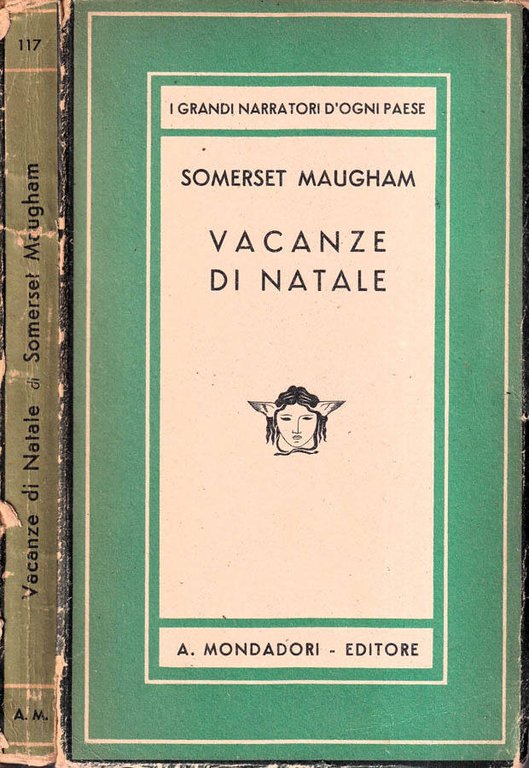 117
Vacanze di Natale di Somerset Maugham
A. M.
I GRANDI NARRATORI D'OGNI PAESE
SOMERSET MAUGHAM
VACANZE
DI NATALE
A. MONDADORI - EDITORE